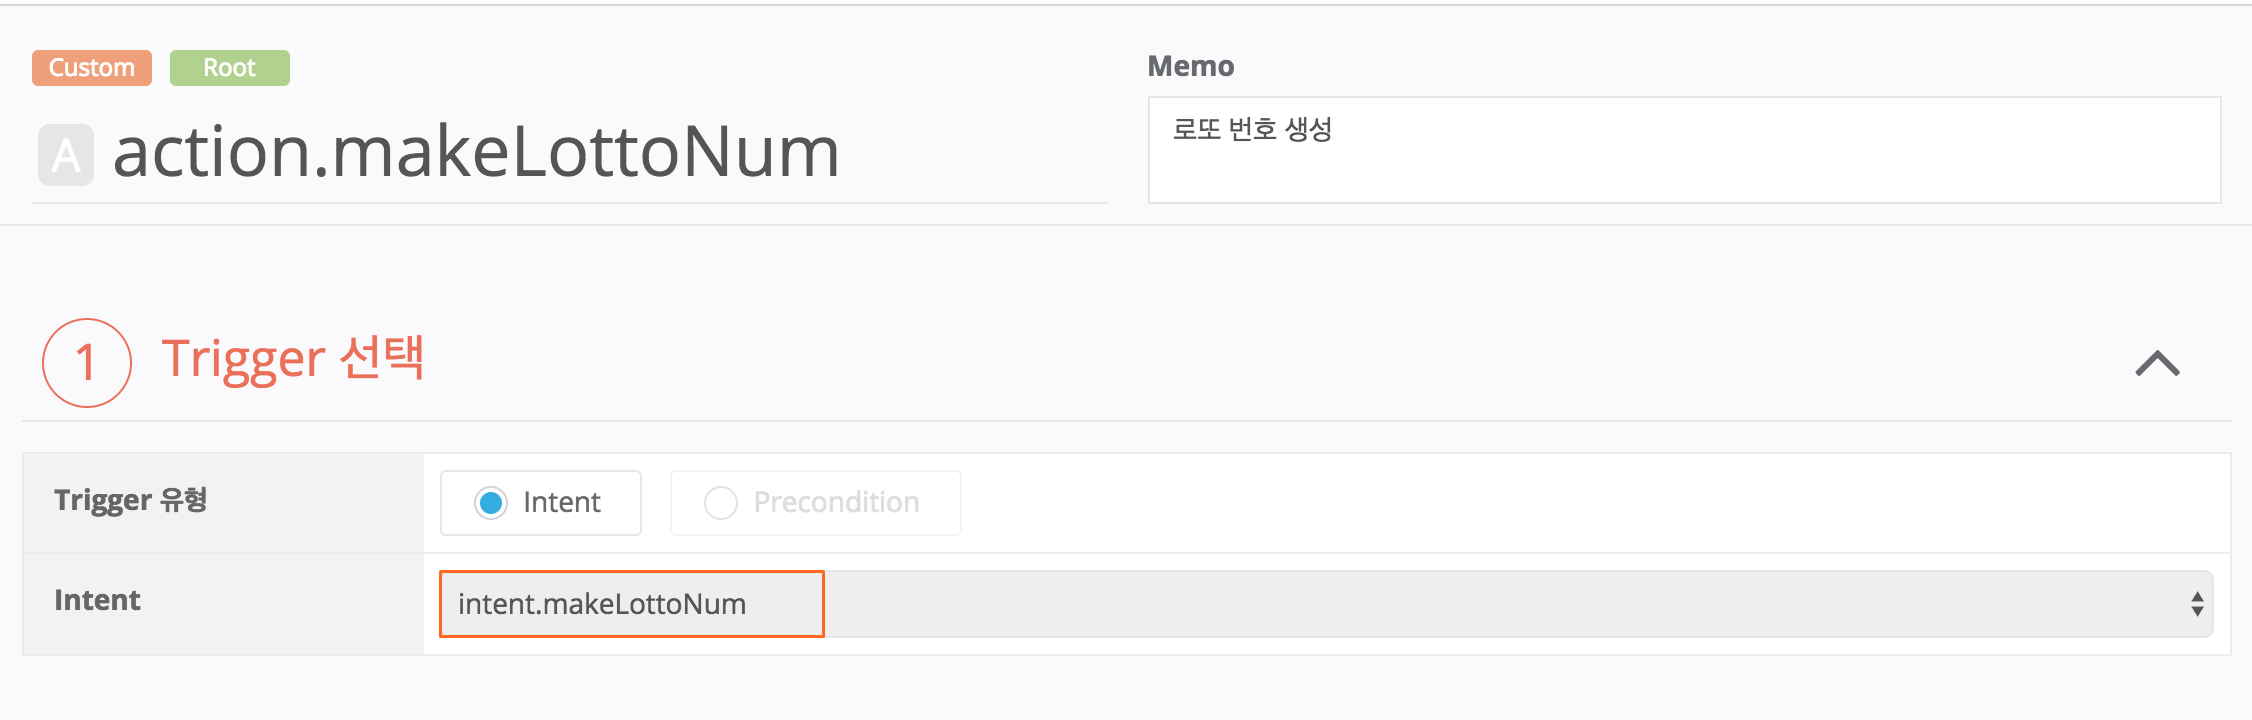 Custom Root
A action.makeLottoNum
Memo
로또 번호 생성
1 Trigger 선택
Trigger 유형 Intent Precondition
Intent intent.makeLottoNum